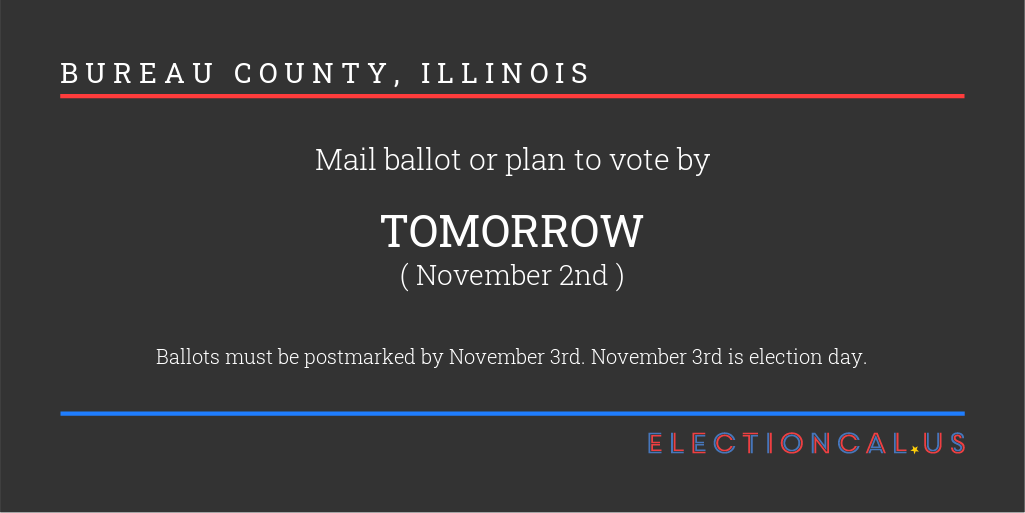 BUREAU COUNTY, ILLINOIS
Mail ballot or plan to vote by
TOMORROW
( November 2nd )
Ballots must be postmarked by November 3rd. November 3rd is election day.
ELECTIONCAL.US